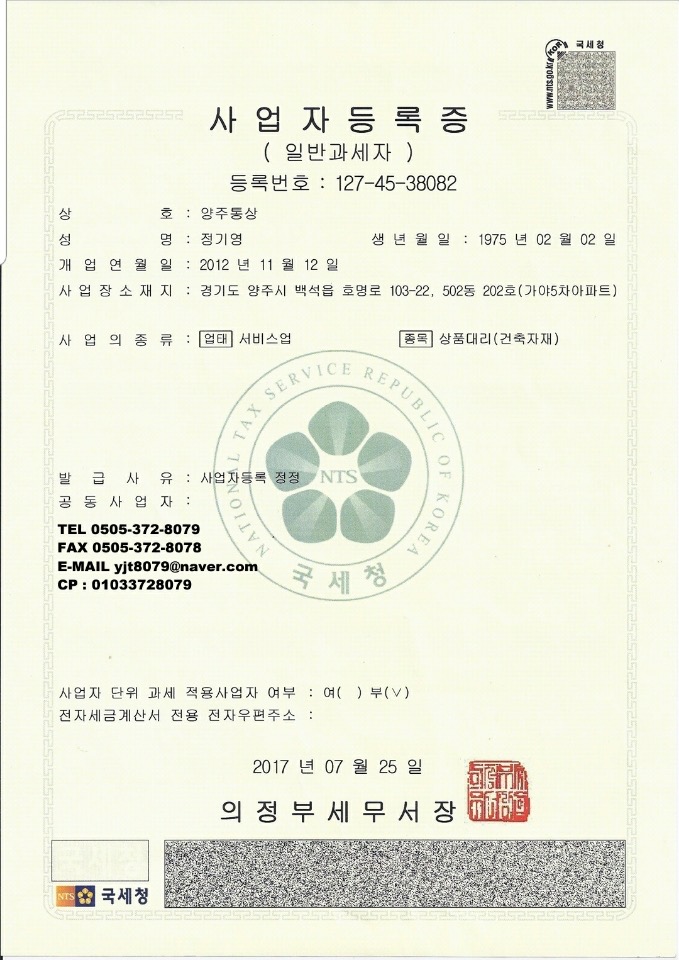 국세청
www.nts.go.kr
사업자등록증
( 일반과세자 )
등록번호 : 127-45-38082
상 호 : 양주통상
성 명 : 정기영 생 년 월 일 : 1975 년 02 월 02 일
개 업 연 월 일 : 2012 년 11 월 12 일
사 업 장 소 재 지 : 경기도 양주시 백석읍 호명로 103-22, 502동 202호(가야5차아파트)
사 업 의 종 류 : 업태 서비스업 종목 상품대리(건축자재)
NATIONAL TAX SERVICE REPUBLIC OF KOREA
NTS
국세청
발 급 사 유 : 사업자등록 정정
공 동 사 업 자 :
TEL 0505-372-8079
FAX 0505-372-8078
E-MAIL yjt8079@naver.com
CP : 01033728079
사업자 단위 과세 적용사업자 여부 : 여( ) 부(∨)
전자세금계산서 전용 전자우편주소 :
2017 년 07 월 25 일
의정부세무서장
NTS 국세청